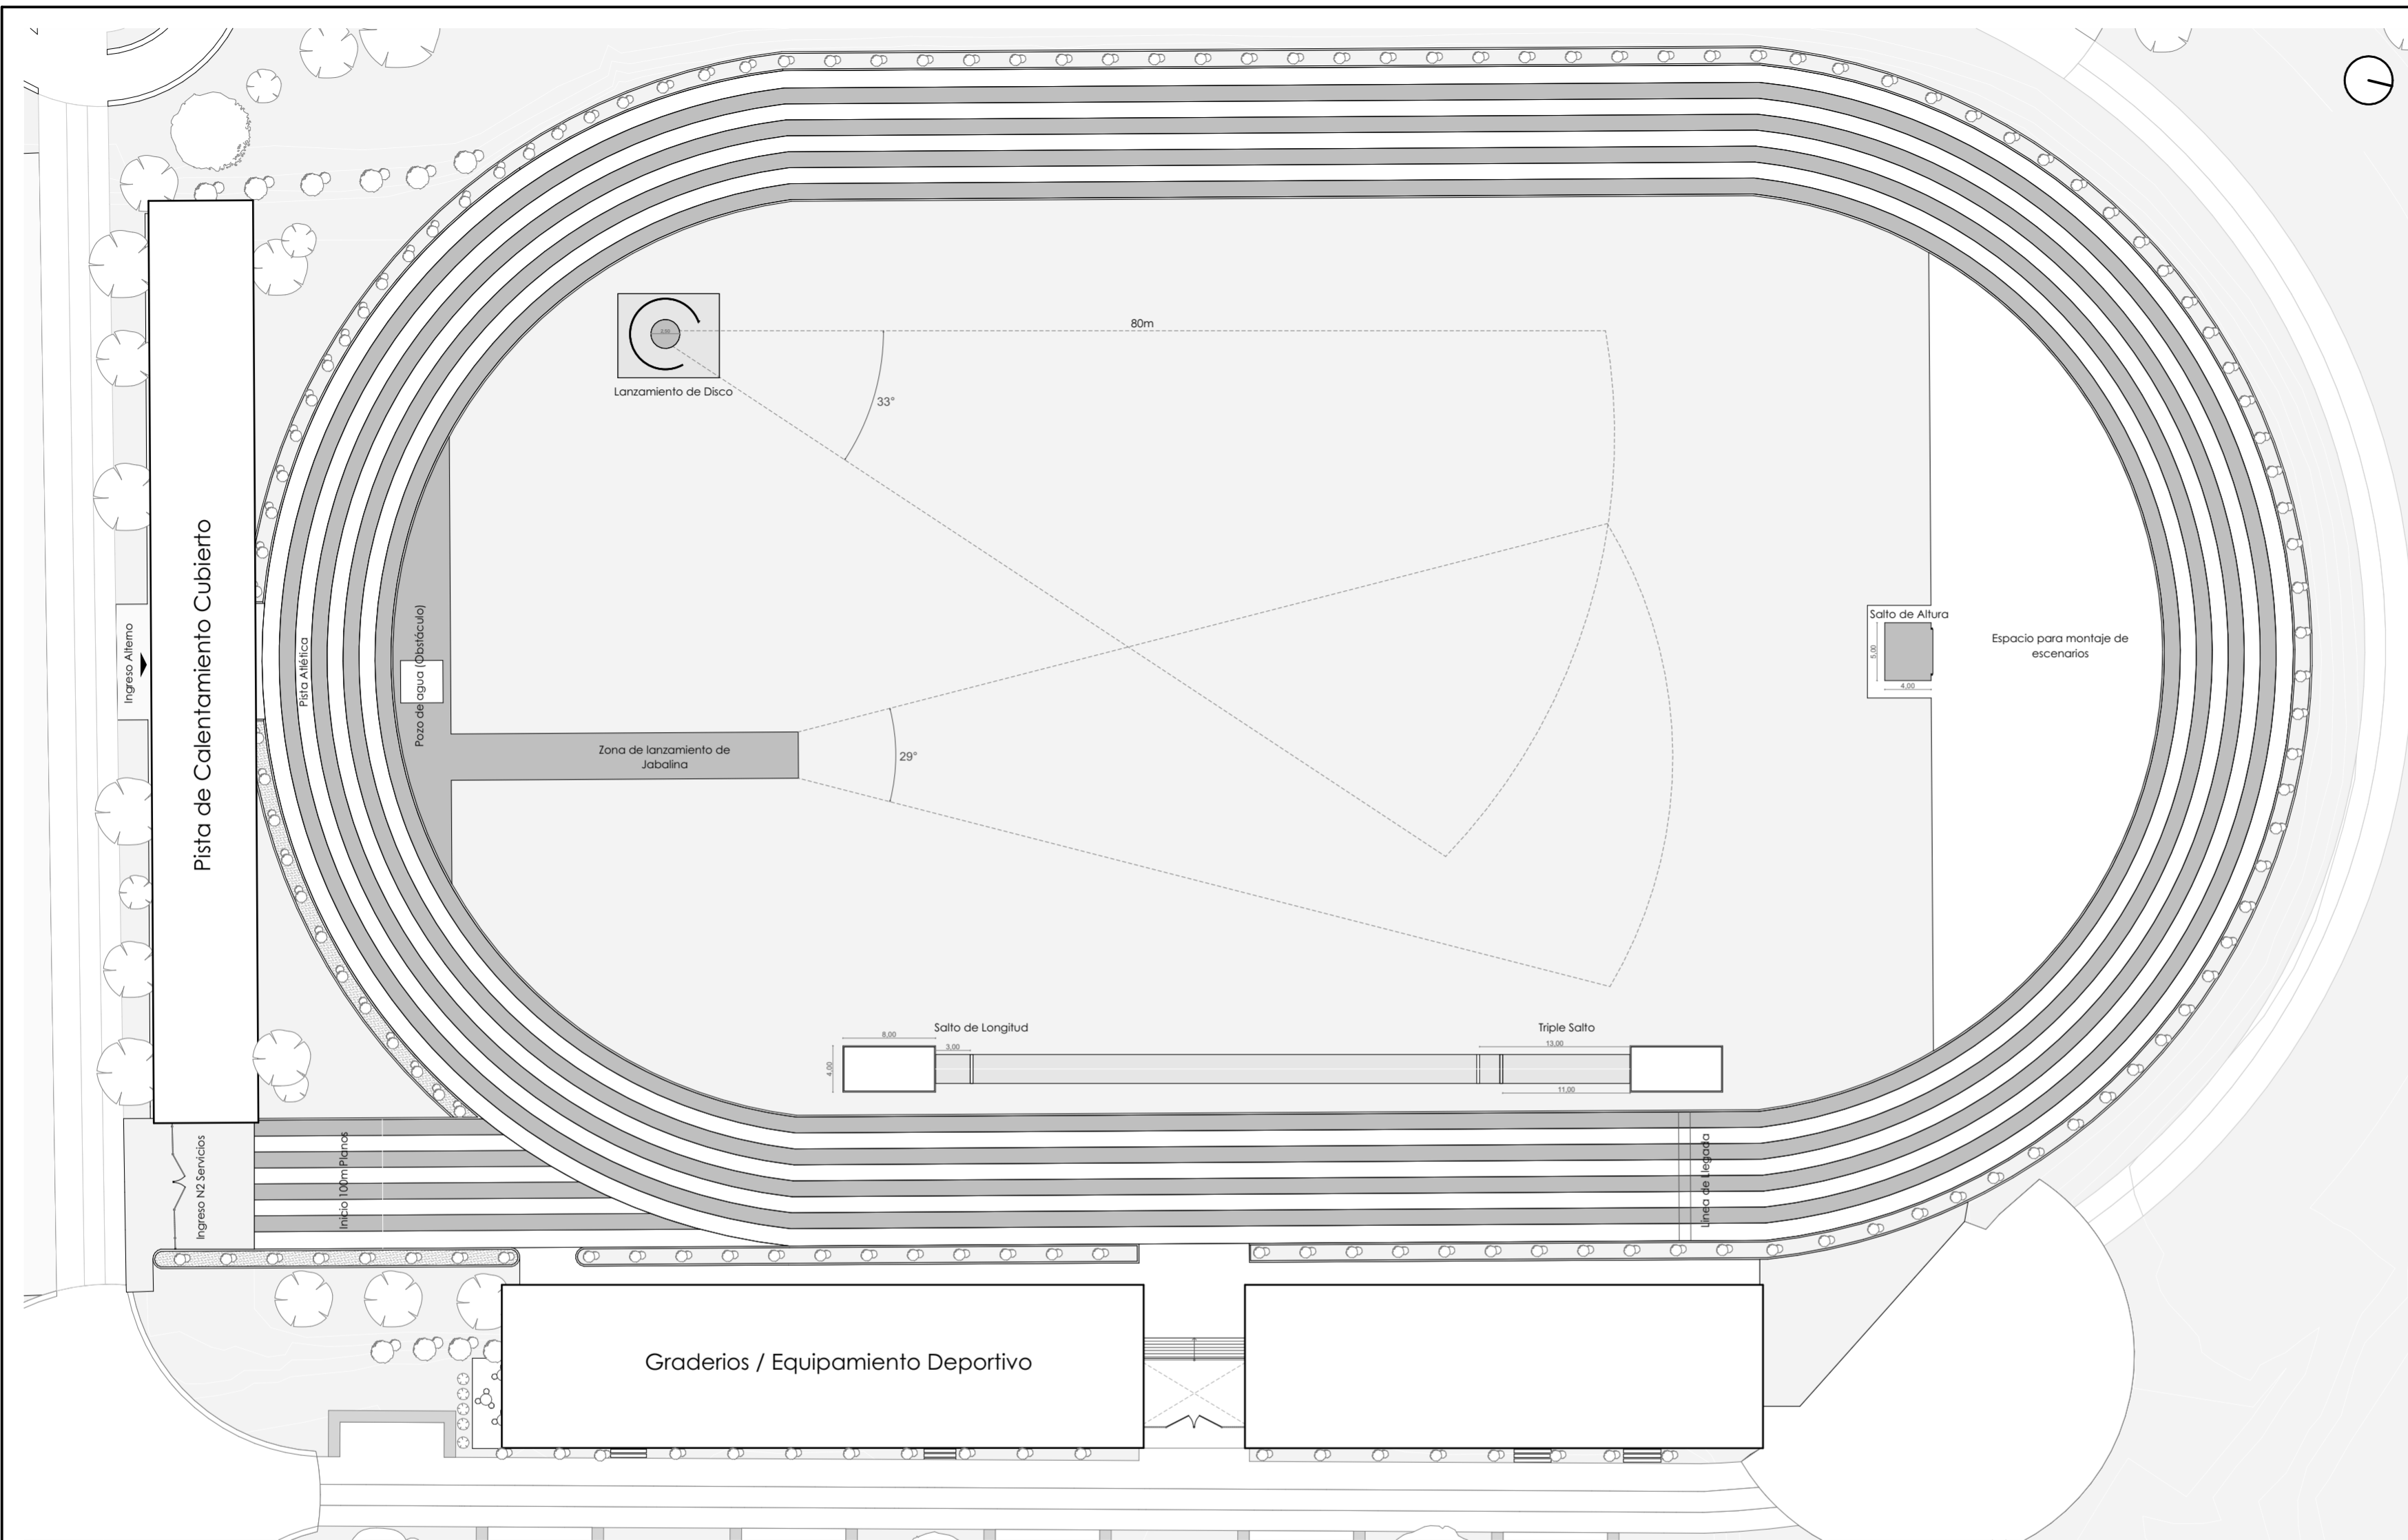 80m
2,50
Lanzamiento de Disco
33°
Pista de Calentamiento Cubierto
Ingreso Alterno
Pista Atlética
Pozo de agua (Obstáculo)
Salto de Altura
5,00
4,00
Espacio para montaje de
escenarios
Zona de lanzamiento de
Jabalina
29°
Salto de Longitud
Triple Salto
8,00
3,00
4,00
13,00
11,00
Ingreso N2 Servicios
Inicio 100m Planos
Línea de Llegada
Graderios / Equipamiento Deportivo